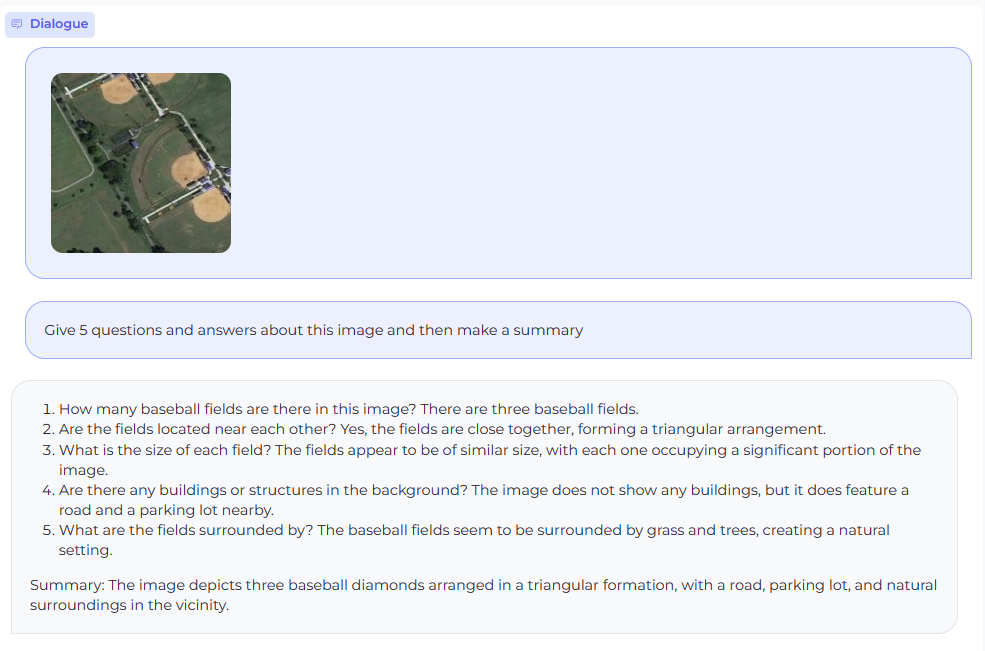 Dialogue
Give 5 questions and answers about this image and then make a summary
1. How many baseball fields are there in this image? There are three baseball fields.
2. Are the fields located near each other? Yes, the fields are close together, forming a triangular arrangement.
3. What is the size of each field? The fields appear to be of similar size, with each one occupying a significant portion of the
image.
4. Are there any buildings or structures in the background? The image does not show any buildings, but it does feature a
road and a parking lot nearby.
5. What are the fields surrounded by? The baseball fields seem to be surrounded by grass and trees, creating a natural
setting.
Summary: The image depicts three baseball diamonds arranged in a triangular formation, with a road, parking lot, and natural
surroundings in the vicinity.